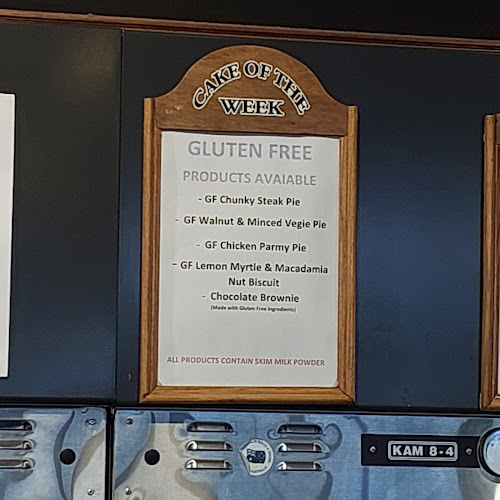 CAKE OF THE
WEEK
GLUTEN FREE
PRODUCTS AVAIABLE
- GF Chunky Steak Pie
- GF Walnut & Minced Vegie Pie
- GF Chicken Parmy Pie
- GF Lemon Myrtle & Macadamia
Nut Biscuit
- Chocolate Brownie
(Made with Gluten Free Ingredients)
ALL PRODUCTS CONTAIN SKIM MILK POWDER
KAM 8-4